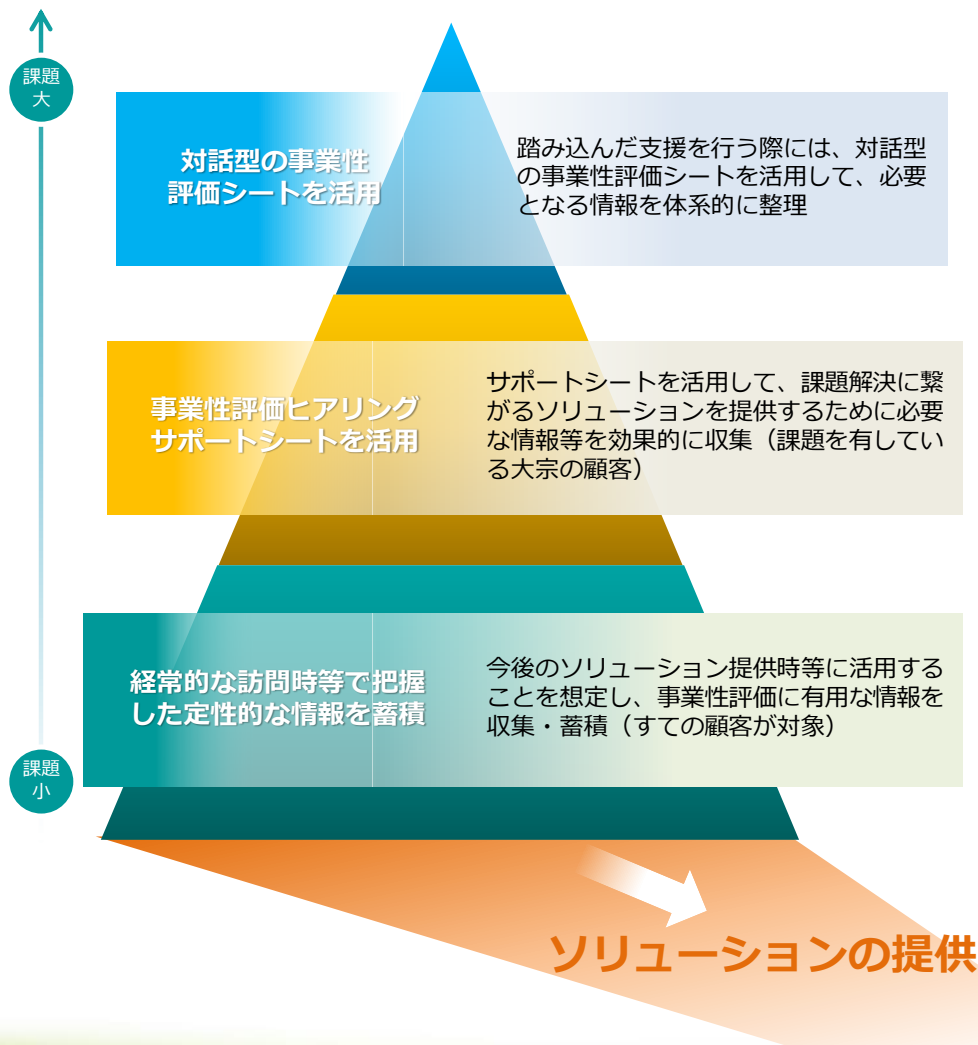 課題
大
対話型の事業性
評価シートを活用
踏み込んだ支援を行う際には、対話型
の事業性評価シートを活用して、必要
となる情報を体系的に整理
事業性評価ヒアリング
サポートシートを活用
サポートシートを活用して、課題解決に繋
がるソリューションを提供するために必要
な情報等を効果的に収集（課題を有してい
る大宗の顧客）
経常的な訪問時等で把握
した定性的な情報を蓄積
今後のソリューション提供時等に活用する
ことを想定し、事業性評価に有用な情報を
収集・蓄積（すての顧客が対象）
課題
小
ソリューションの提供